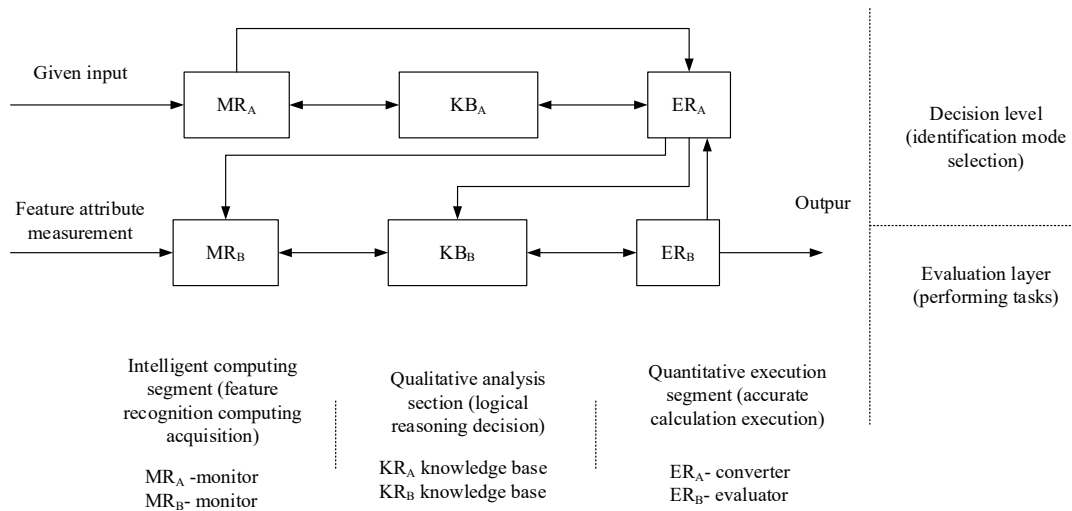 Given input
MRA
KBA
ERA
Decision level
(identification mode
selection)
Feature attribute
measurement
MRB
KBB
ERB
Outpur
Evaluation layer
(performing tasks)
Intelligent computing
segment (feature
recognition computing
acquisition)
MRA -monitor
MRB- monitor
Qualitative analysis
section (logical
reasoning decision)
KRA knowledge base
KRB knowledge base
Quantitative execution
segment (accurate
calculation execution)
ERA- converter
ERB- evaluator